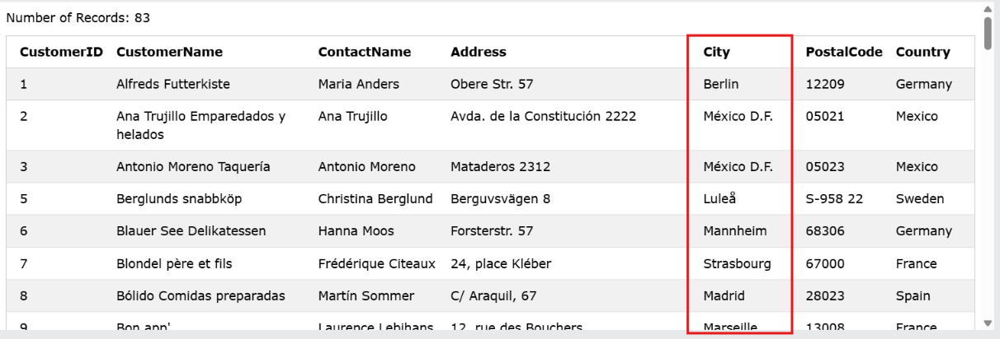 Number of Records: 83
CustomerID CustomerName ContactName Address City PostalCode Country
1 Alfreds Futterkiste Maria Anders Obere Str. 57 Berlin 12209 Germany
2 Ana Trujillo Emparedados y helados Ana Trujillo Avda. de la Constitución 2222 México D.F. 05021 Mexico
3 Antonio Moreno Taquería Antonio Moreno Mataderos 2312 México D.F. 05023 Mexico
5 Berglunds snabbköp Christina Berglund Berguvsvägen 8 Luleå S-958 22 Sweden
6 Blauer See Delikatessen Hanna Moos Forsterstr. 57 Mannheim 68306 Germany
7 Blondel père et fils Frédérique Citeaux 24, place Kléber Strasbourg 67000 France
8 Bólido Comidas preparadas Martín Sommer C/ Araquil, 67 Madrid 28023 Spain
9 Bon app' Laurence Lebihans 12, rue des Bouchers Marseille 13008 France